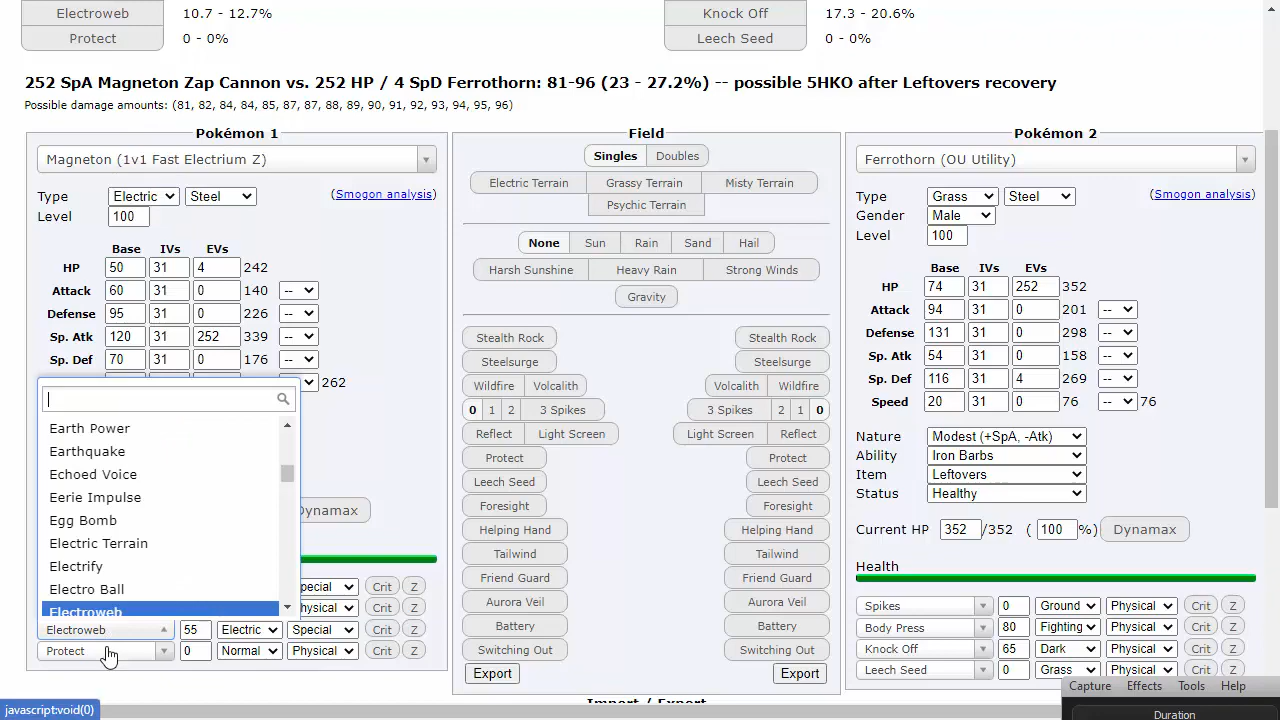 Electroweb 10.7 - 12.7% Knock Off 17.3 - 20.6%
Protect 0 - 0% Leech Seed 0 - 0%
252 SpA Magneton Zap Cannon vs. 252 HP / 4 SpD Ferrothorn: 81-96 (23 - 27.2%) -- possible 5HKO after Leftovers recovery
Possible damage amounts: (81, 82, 84, 84, 85, 87, 87, 88, 89, 90, 91, 92, 93, 94, 95, 96)
Pokémon 1
Magneton (1v1 Fast Electrium Z)
Type Electric Steel (Smogon analysis)
Level 100
Base IVs EVs
HP 50 31 4 242
Attack 60 31 0 140 --
Defense 95 31 0 226 --
Sp. Atk 120 31 252 339 --
Sp. Def 70 31 0 176 --
262
Earth Power
Earthquake
Echoed Voice
Eerie Impulse
Egg Bomb
Electric Terrain
Electrify
Electro Ball
Electroweb
Dynamax
pecial Crit Z
hysical Crit Z
Electroweb 55 Electric Special Crit Z
Protect 0 Normal Physical Crit Z
Field
Singles Doubles
Electric Terrain Grassy Terrain Misty Terrain
Psychic Terrain
None Sun Rain Sand Hail
Harsh Sunshine Heavy Rain Strong Winds
Gravity
Stealth Rock Stealth Rock
Steelsurge Steelsurge
Wildfire Volcalith Volcalith Wildfire
0 1 2 3 Spikes 3 Spikes 2 1 0
Reflect Light Screen Light Screen Reflect
Protect Protect
Leech Seed Leech Seed
Foresight Foresight
Helping Hand Helping Hand
Tailwind Tailwind
Friend Guard Friend Guard
Aurora Veil Aurora Veil
Battery Battery
Switching Out Switching Out
Export Export
Import / Export
Pokémon 2
Ferrothorn (OU Utility)
Type Grass Steel (Smogon analysis)
Gender Male
Level 100
Base IVs EVs
HP 74 31 252 352
Attack 94 31 0 201 --
Defense 131 31 0 298 --
Sp. Atk 54 31 0 158 --
Sp. Def 116 31 4 269 --
Speed 20 31 0 76 -- 76
Nature Modest (+SpA, -Atk)
Ability Iron Barbs
Item Leftovers
Status Healthy
Current HP 352 /352 ( 100 %) Dynamax
Health
Spikes 0 Ground Physical Crit Z
Body Press 80 Fighting Physical Crit Z
Knock Off 65 Dark Physical Crit Z
Leech Seed 0 Grass Physical Crit Z
javascript:void(0)
Capture Effects Tools Help
Duration